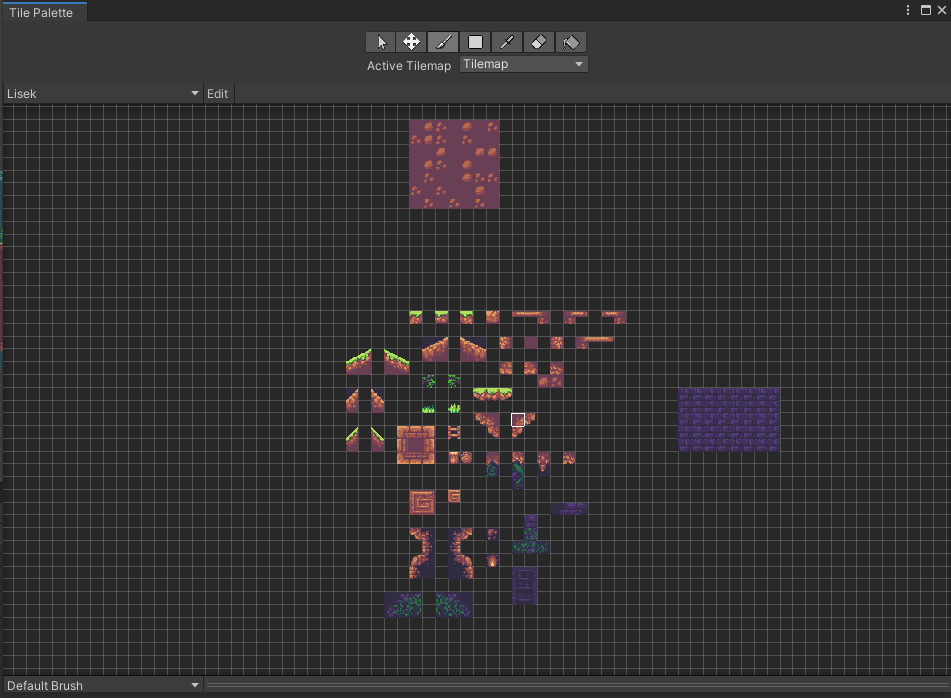 Tile Palette
Active Tilemap Tilemap
Lisek Edit
Default Brush